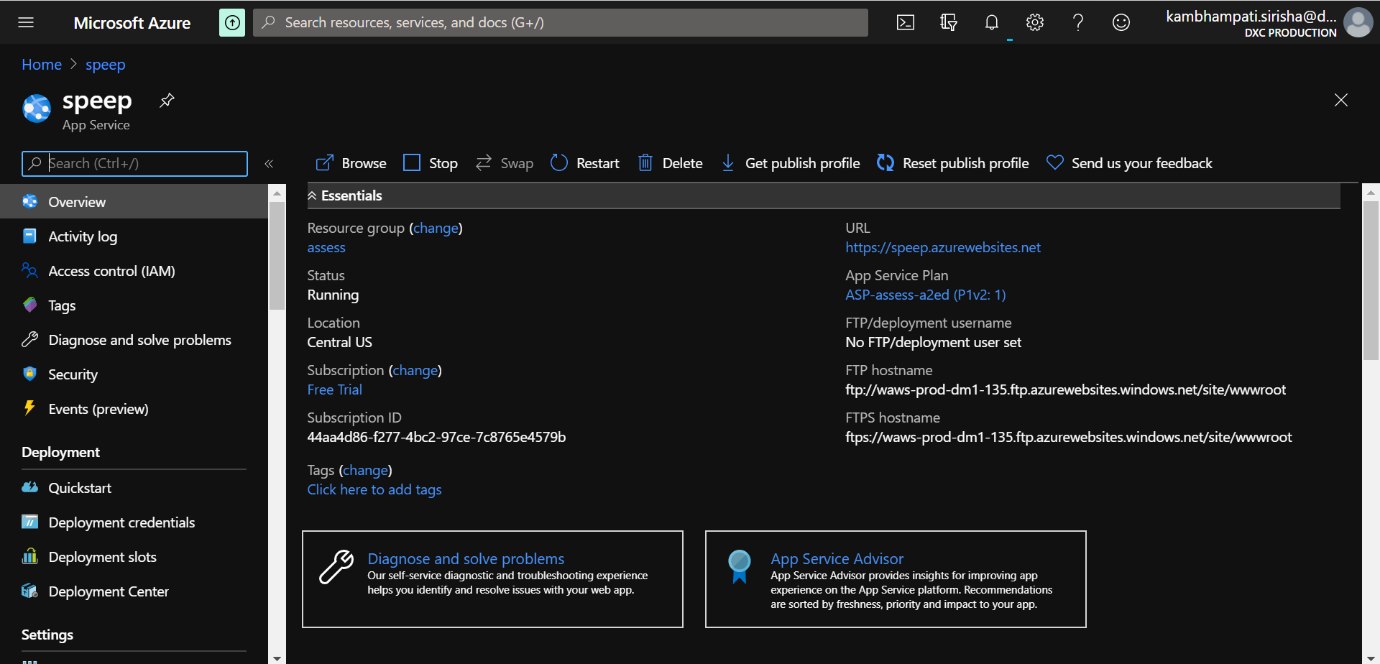 Microsoft Azure
Search resources, services, and docs (G+/)
kambhampati.sirisha@d...
DXC PRODUCTION
Home > speep
speep
App Service
Search (Ctrl+/)
«
Browse Stop Swap Restart Delete Get publish profile Reset publish profile Send us your feedback
Overview
Activity log
Access control (IAM)
Tags
Diagnose and solve problems
Security
Events (preview)
Deployment
Quickstart
Deployment credentials
Deployment slots
Deployment Center
Settings
Essentials
Resource group (change)
assess
Status
Running
Location
Central US
Subscription (change)
Free Trial
Subscription ID
44aa4d86-f277-4bc2-97ce-7c8765e4579b
Tags (change)
Click here to add tags
URL
https://speep.azurewebsites.net
App Service Plan
ASP-assess-a2ed (P1v2: 1)
FTP/deployment username
No FTP/deployment user set
FTP hostname
ftp://waws-prod-dm1-135.ftp.azurewebsites.windows.net/site/wwwroot
FTPS hostname
ftps://waws-prod-dm1-135.ftp.azurewebsites.windows.net/site/wwwroot
Diagnose and solve problems
Our self-service diagnostic and troubleshooting experience
helps you identify and resolve issues with your web app.
App Service Advisor
App Service Advisor provides insights for improving app
experience on the App Service platform. Recommendations
are sorted by freshness, priority and impact to your app.